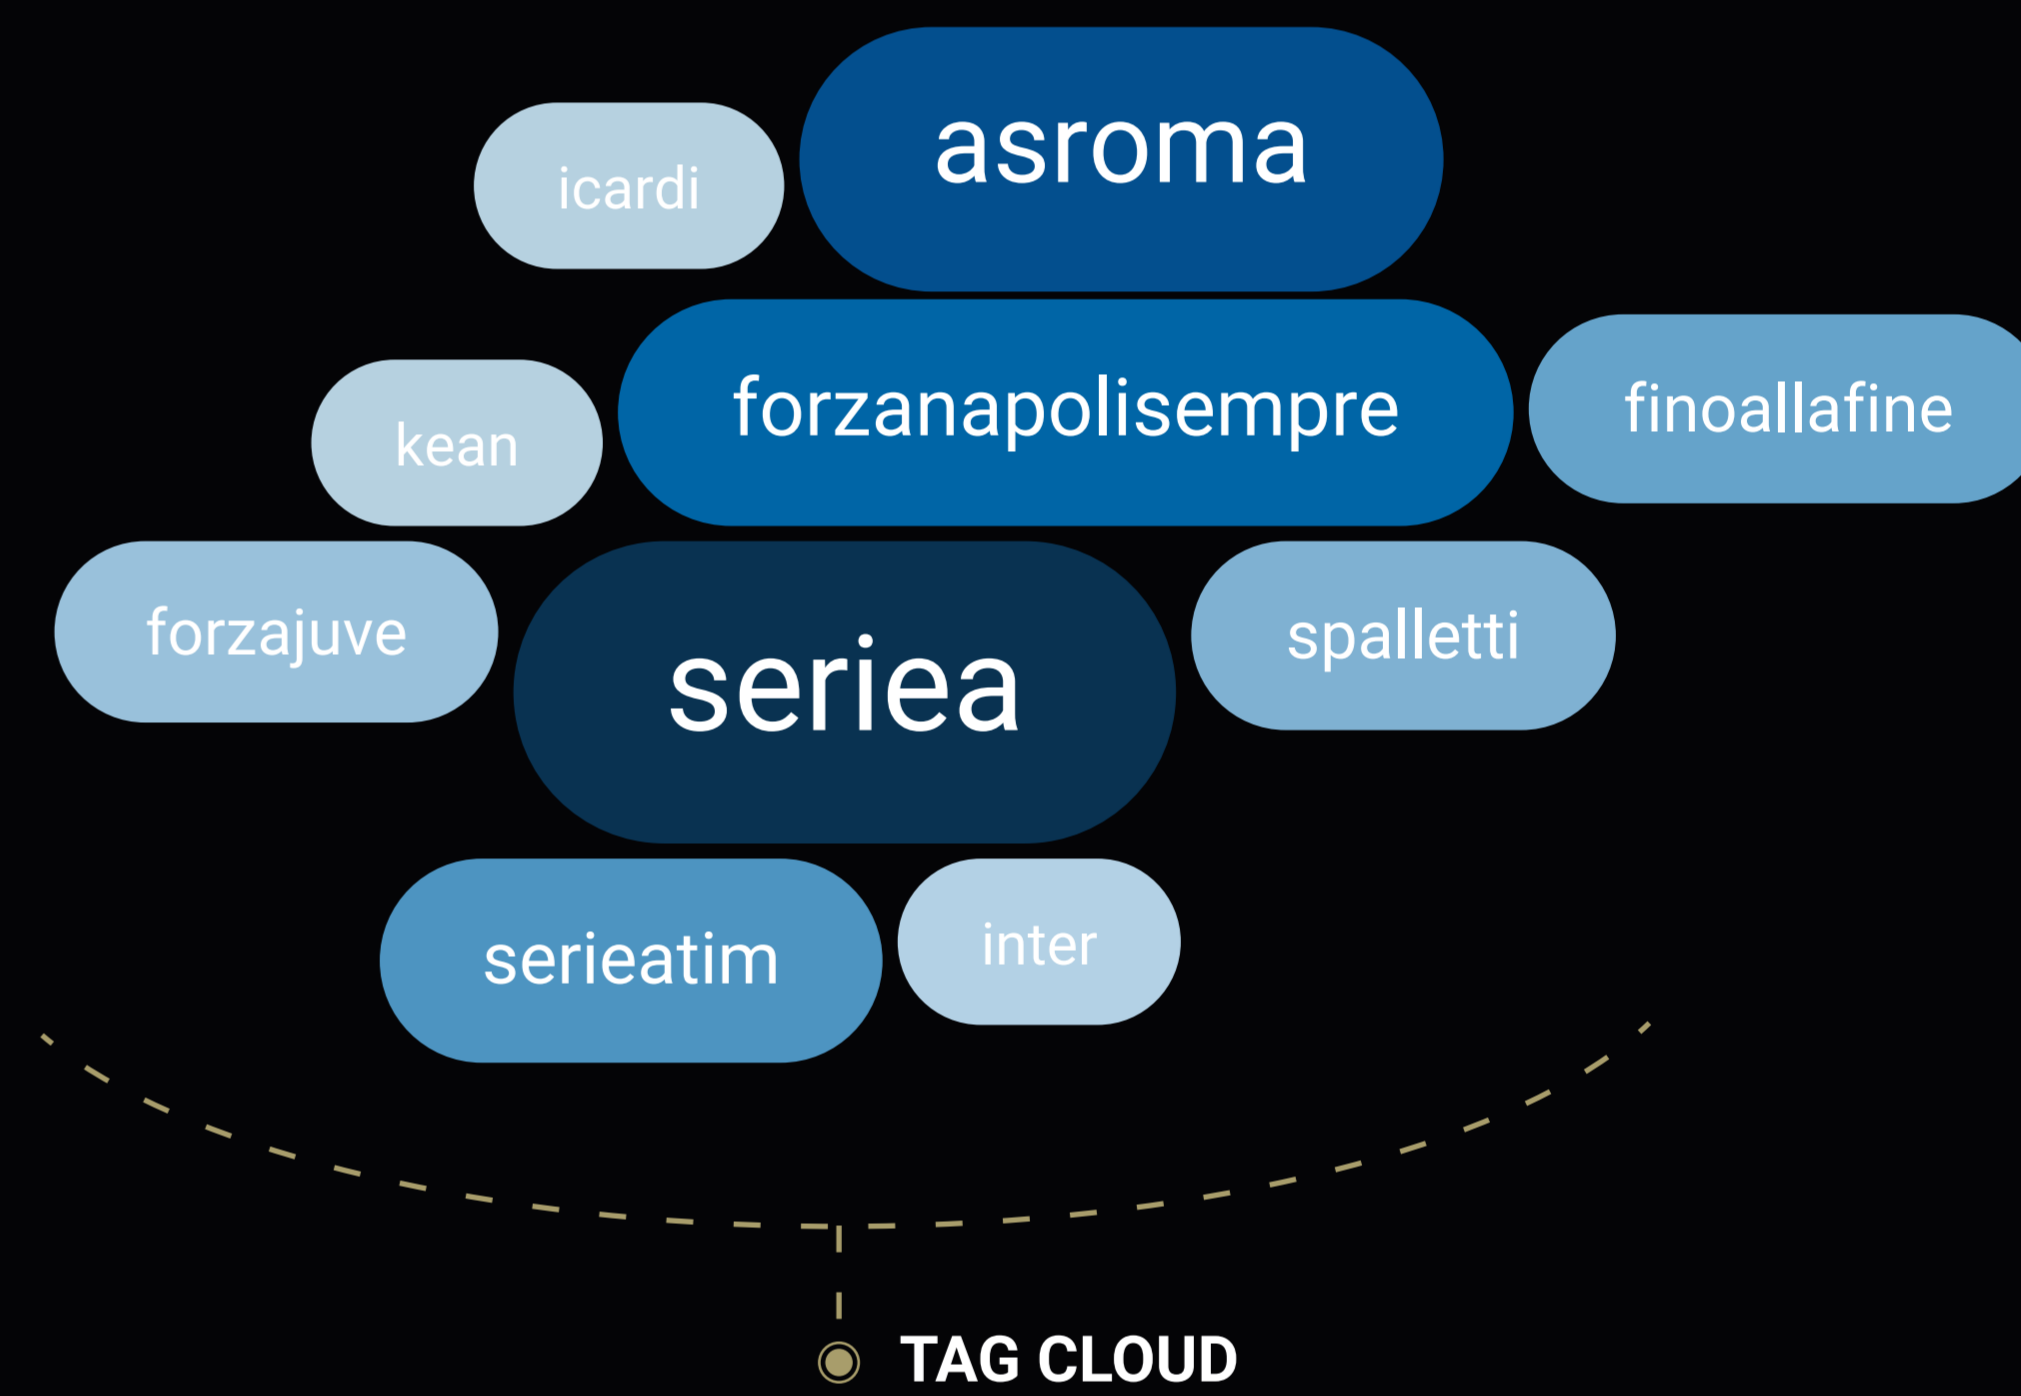 asroma
icardi
forzanapolisempre
finoallafine
kean
forzajuve
seriea
spalletti
serieatim
inter
TAG CLOUD